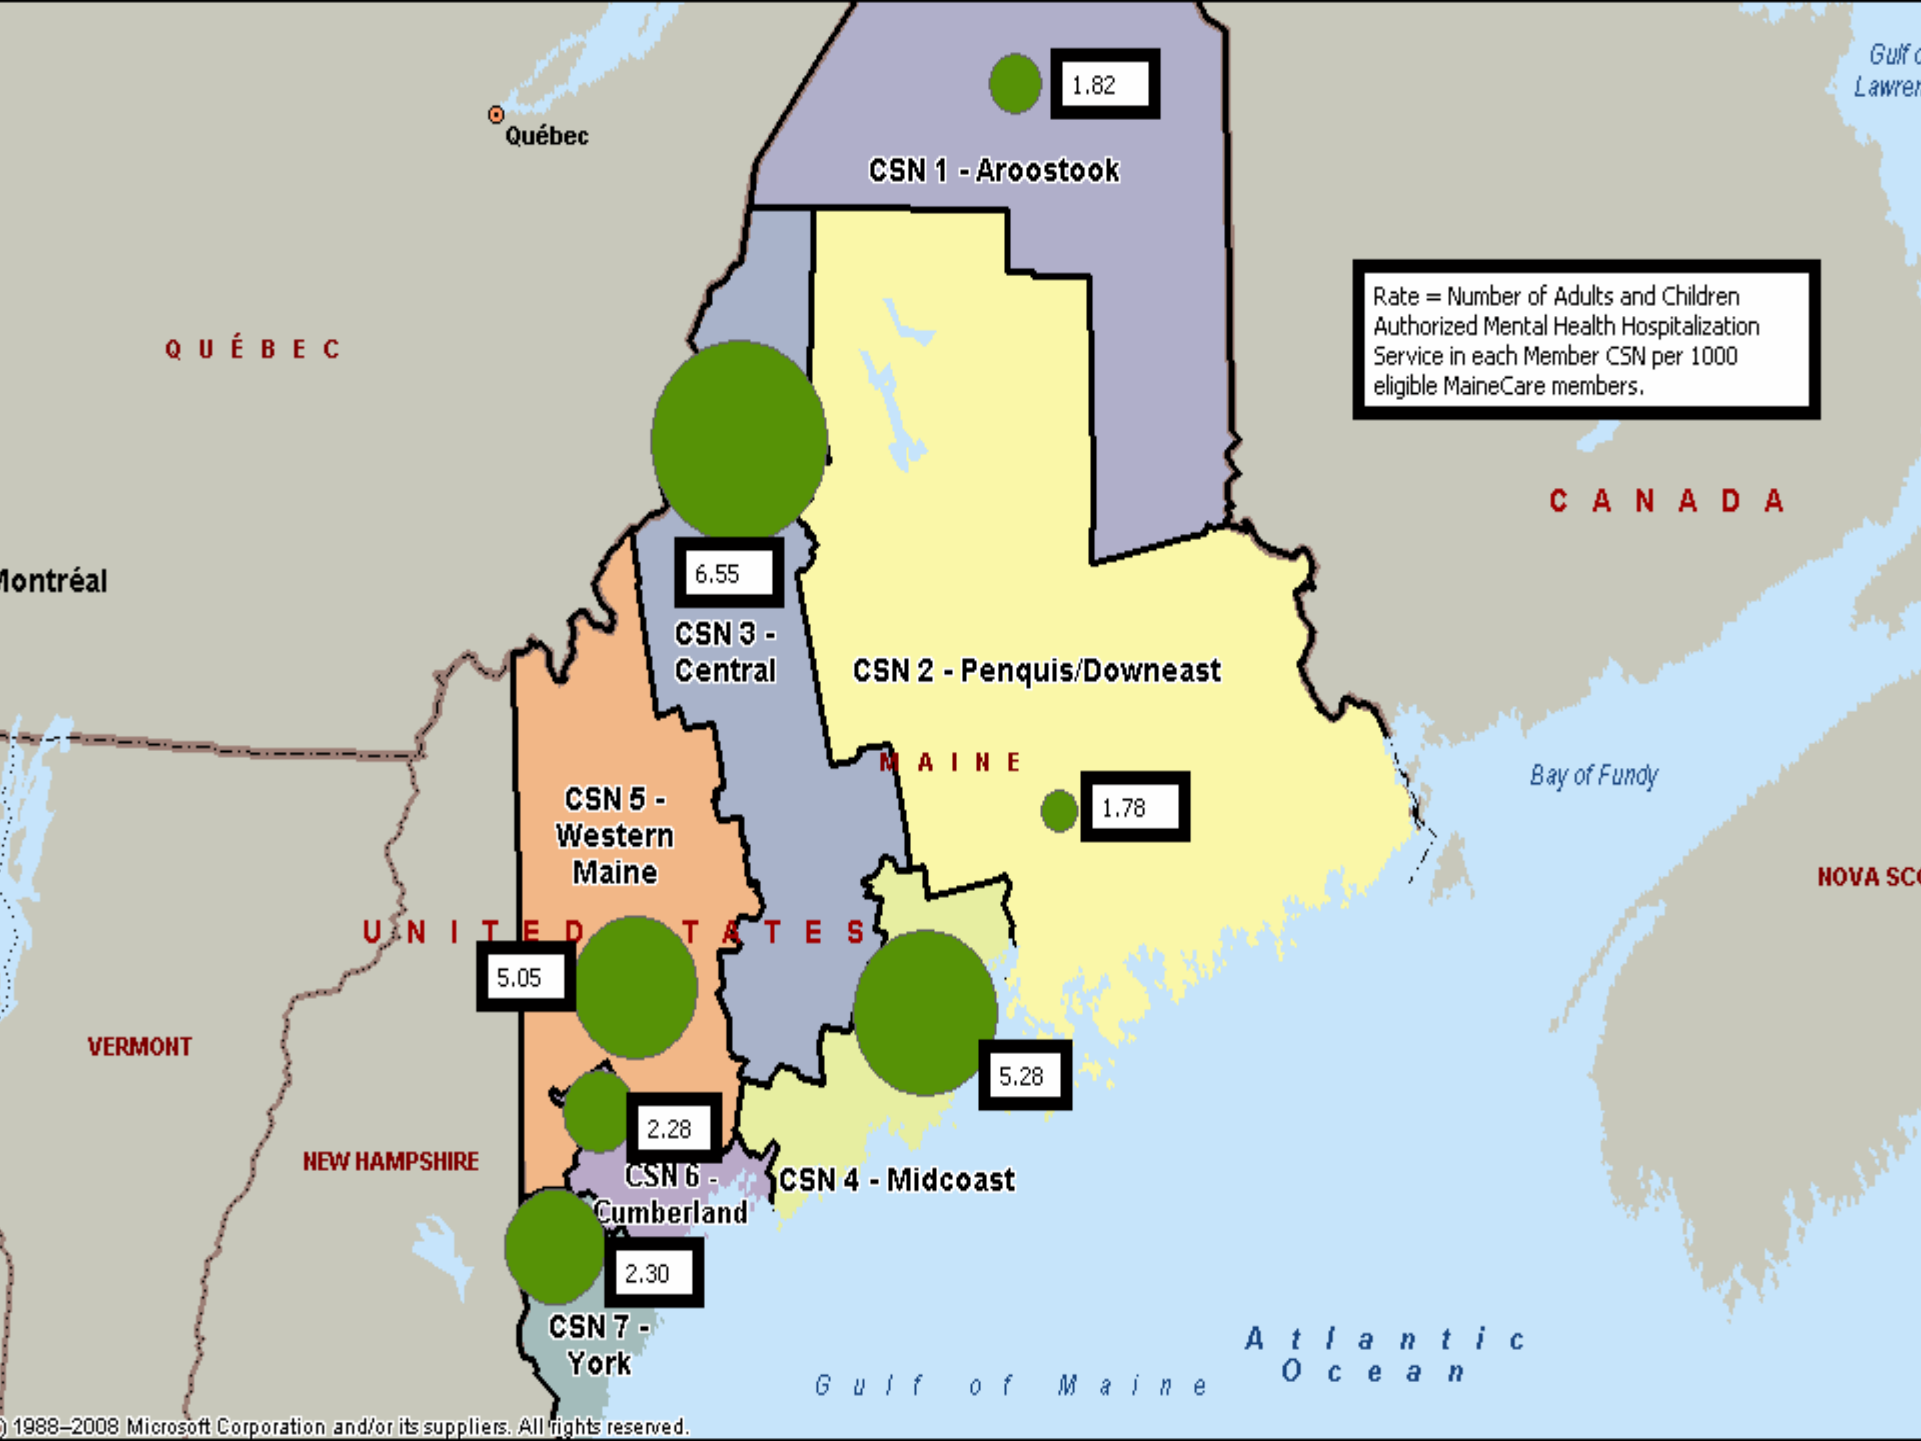 Gulf o
Lawren
1.82
Québec
CSN 1 - Aroostook
Rate = Number of Adults and Children
Authorized Mental Health Hospitalization
Service in each Member CSN per 1000
eligible MaineCare members.
QUÉBEC
CANADA
Montréal
6.55
CSN 3 -
Central
CSN 2 - Penquis/Downeast
MAINE
Bay of Fundy
CSN 5 -
Western
Maine
1.78
NOVA SCO
UNITED TATES
5.05
VERMONT
5.28
2.28
NEW HAMPSHIRE
CSN 6 -
Cumberland
CSN 4 - Midcoast
2.30
CSN 7 -
York
Atlantic
Ocean
Gulf of Maine
) 1988–2008 Microsoft Corporation and/or its suppliers. All rights reserved.